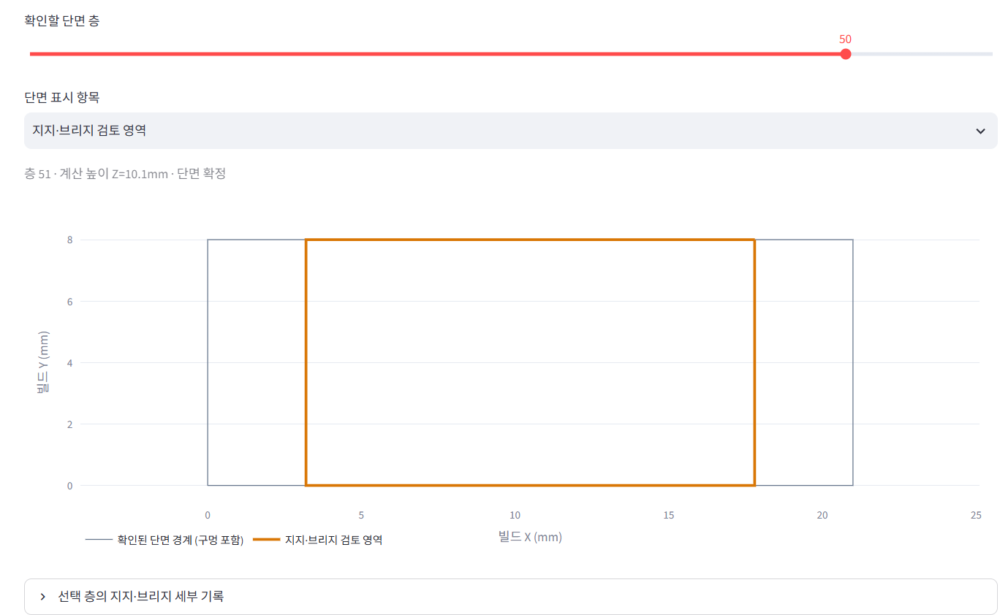 확인할 단면 층
50
단면 표시 항목
지지·브리지 검토 영역
층 51 · 계산 높이 Z=10.1mm · 단면 확정
8
6
4
2
0
빌드 Y (mm)
0 5 10 15 20 25
빌드 X (mm)
확인된 단면 경계 (구멍 포함) 지지·브리지 검토 영역
선택 층의 지지·브리지 세부 기록